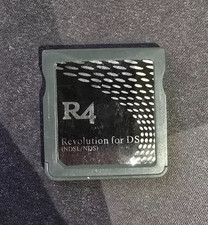 R4
Revolution for DS
(NDSL/NDS)